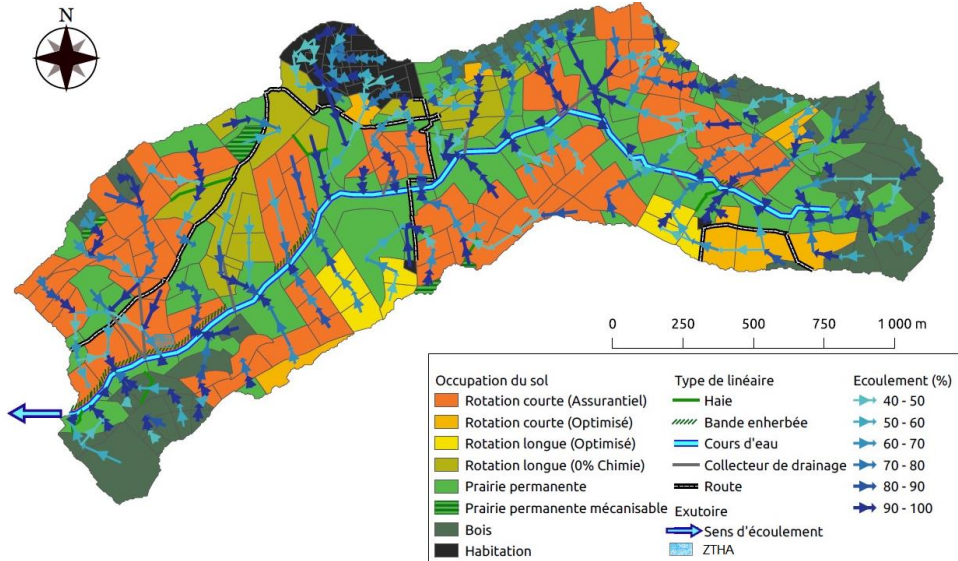 N
0 250 500 750 1 000 m
Occupation du sol
Rotation courte (Assurantiel)
Rotation courte (Optimisé)
Rotation longue (Optimisé)
Rotation longue (0% Chimie)
Prairie permanente
Prairie permanente mécanisable
Bois
Habitation
Type de linéaire
Haie
Bande enherbée
Cours d'eau
Collecteur de drainage
Route
Exutoire
Sens d'écoulement
ZTHA
Ecoulement (%)
40 - 50
50 - 60
60 - 70
70 - 80
80 - 90
90 - 100